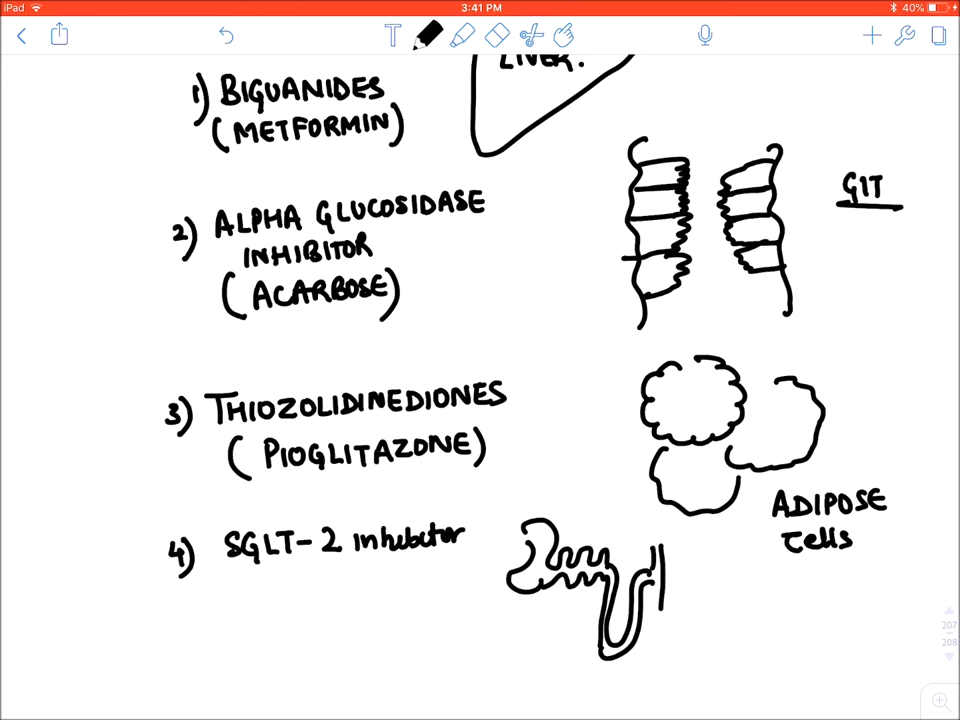 iPad
3:41 PM
40%
T
LIVER.
1) BIGUANIDES
(METFORMIN)
GIT
2) ALPHA GLUCOSIDASE
INHIBITOR
(ACARBOSE)
3) THIOZOLIDINEDIONES
(PIOGLITAZONE)
ADIPOSE
cells
4) SGLT-2 inhibitor
207
208